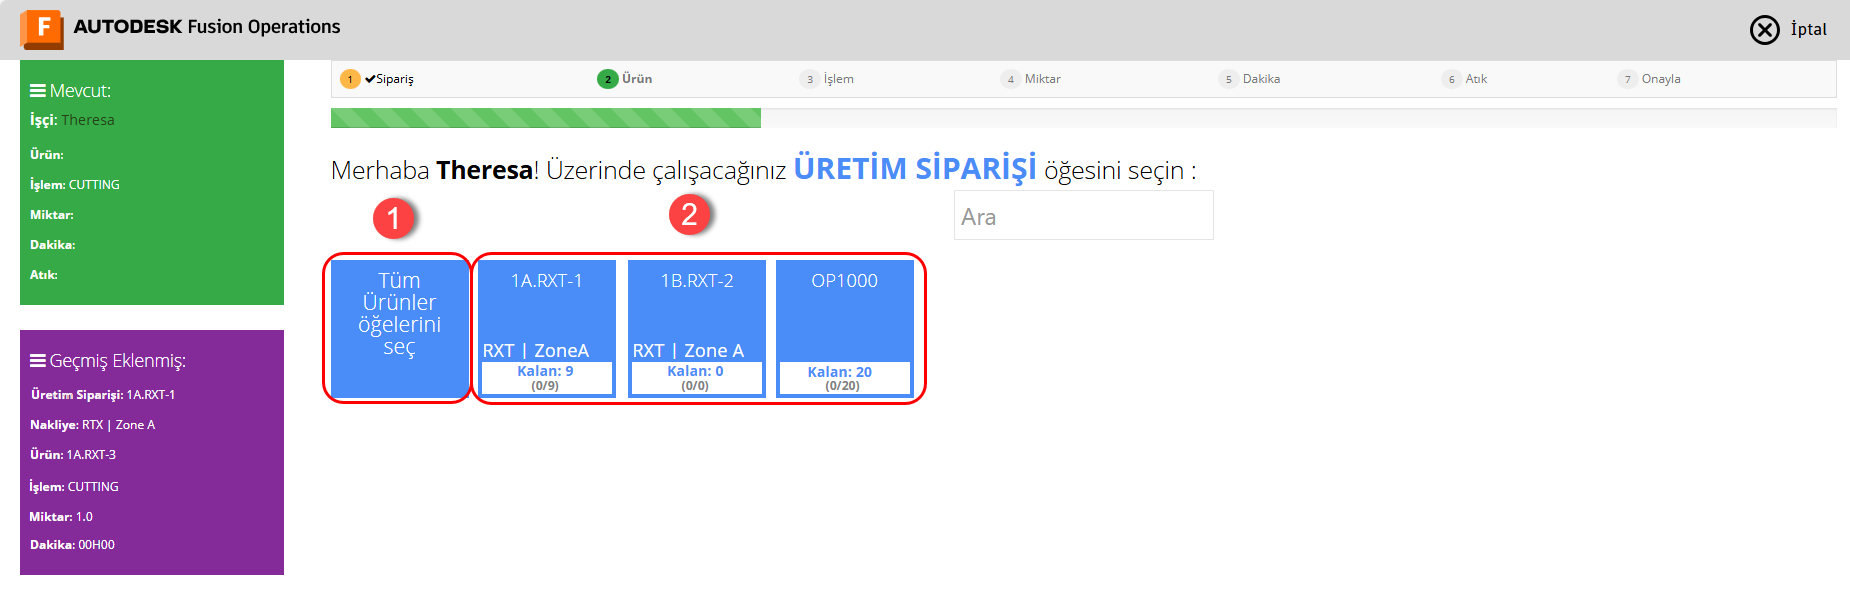 F AUTODESK Fusion Operations
İptal
Mevcut:
İşçi: Theresa
Ürün:
İşlem: CUTTING
Miktar:
Dakika:
Atık:
Geçmiş Eklenmiş:
Üretim Siparişi: 1A.RXT-1
Nakliye: RTX | Zone A
Ürün: 1A.RXT-3
İşlem: CUTTING
Miktar: 1.0
Dakika: 00H00
1 Sipariş
2 Ürün
3 İşlem
4 Miktar
5 Dakika
6 Atık
7 Onayla
Merhaba Theresa! Üzerinde çalışacağınız ÜRETİM SİPARİŞİ öğesini seçin :
Ara
1
2
Tüm
Ürünler
öğelerini
seç
1A.RXT-1
RXT | ZoneA
Kalan: 9
(0/9)
1B.RXT-2
RXT | Zone A
Kalan: 0
(0/0)
OP1000
Kalan: 20
(0/20)